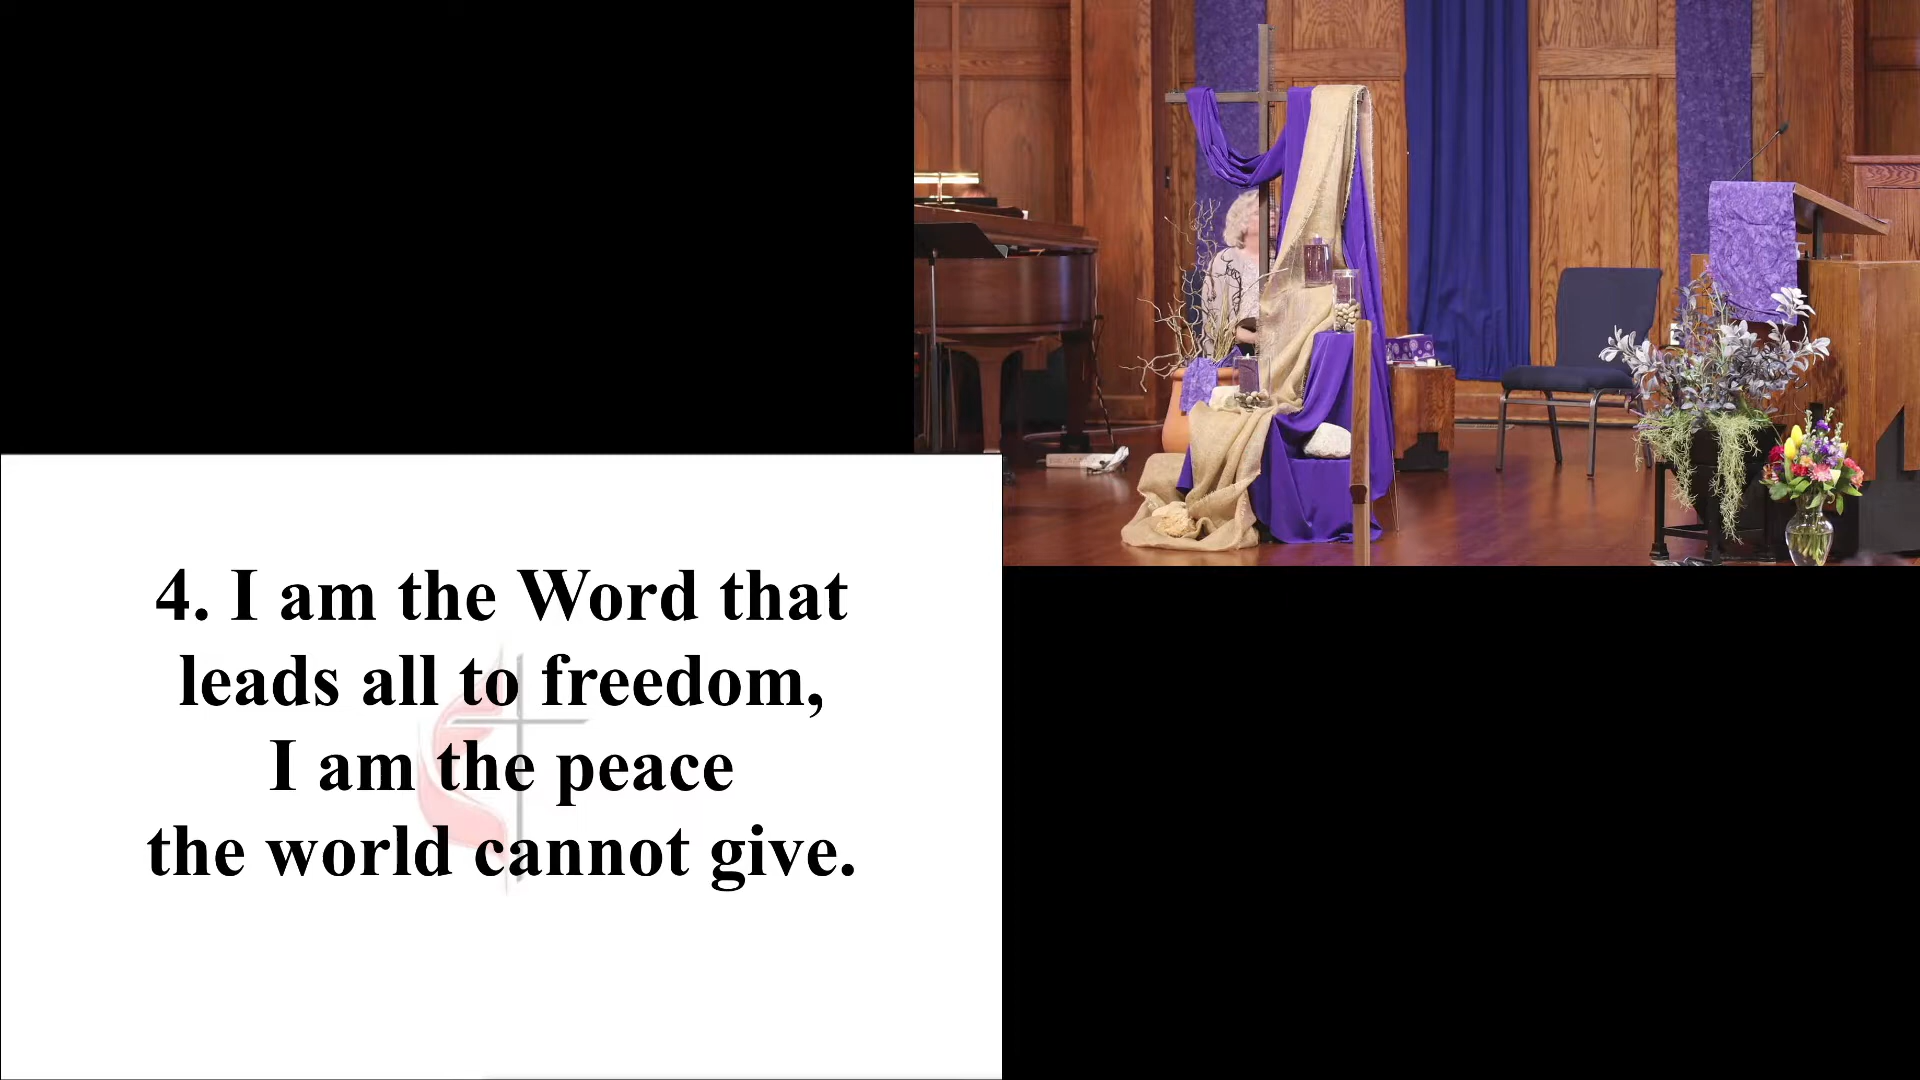 4. I am the Word that
leads all to freedom,
I am the peace
the world cannot give.